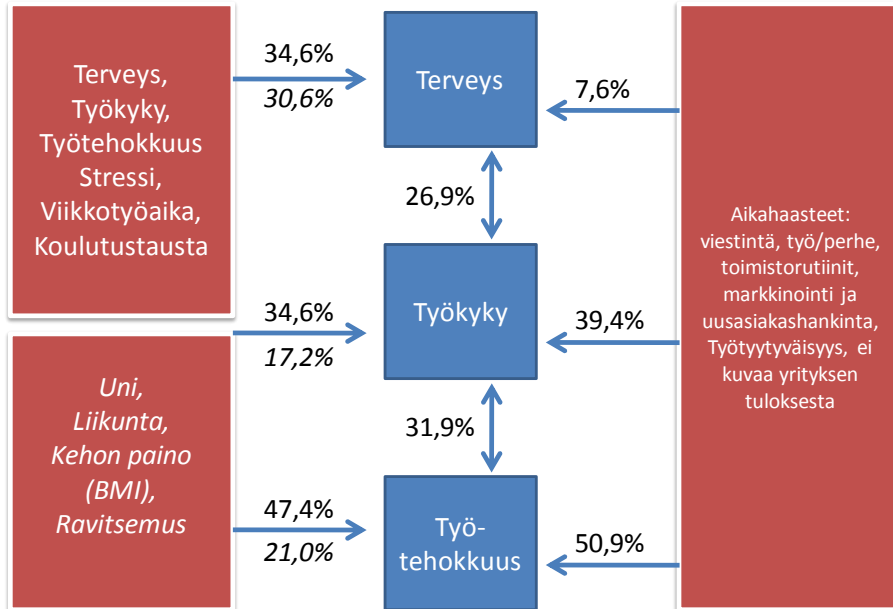 Terveys,
Työkyky,
Työtehokkuus
Stressi,
Viikkotyöaika,
Koulutustausta
Uni,
Liikunta,
Kehon paino
(BMI),
Ravitsemus
34,6%
30,6%
34,6%
17,2%
47,4%
21,0%
Terveys
26,9%
Työkyky
31,9%
Työ-
tehokkuus
7,6%
39,4%
50,9%
Aikahaasteet:
viestintä, työ/perhe,
toimistorutiinit,
markkinointi ja
uusasiakashankinta,
Työtyytyväisyys, ei
kuvaa yrityksen
tuloksesta